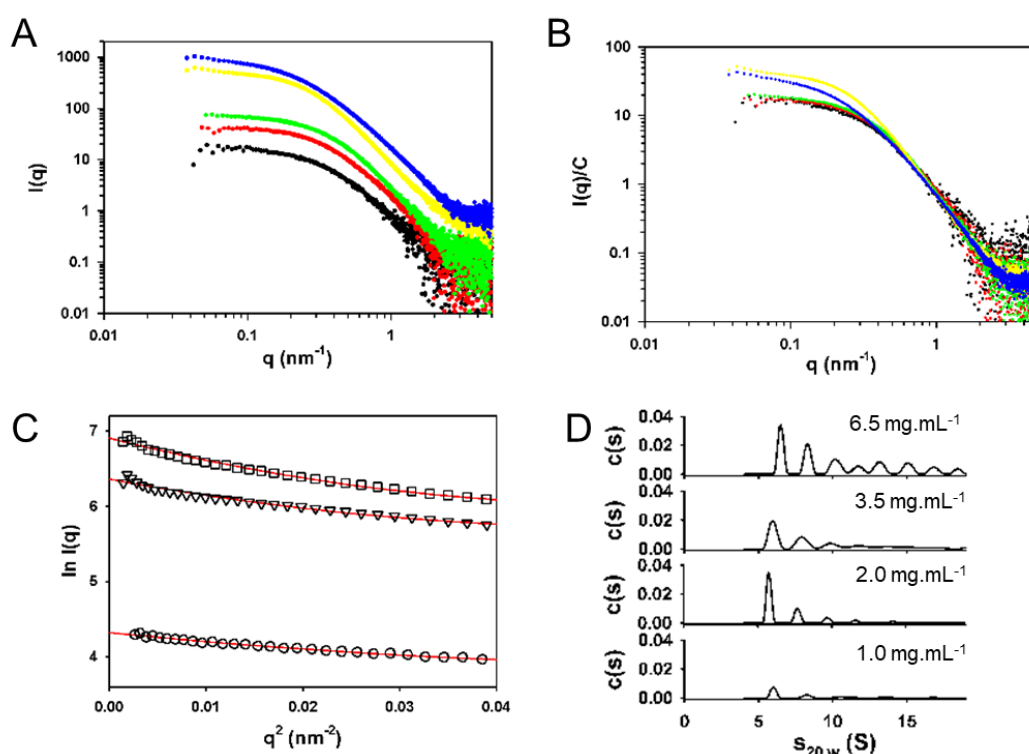 A
I(q)
1000
100
10
1
0.1
0.01
0.01
0.1
1
q (nm⁻¹)
B
I(q)/C
100
10
1
0.1
0.01
0.01
0.1
1
q (nm⁻¹)
C
ln I(q)
7
6
5
4
0.00
0.01
0.02
0.03
0.04
q² (nm⁻²)
D
c(s)
0.04
0.02
0.00
6.5 mg.mL⁻¹
c(s)
0.04
0.02
0.00
3.5 mg.mL⁻¹
c(s)
0.04
0.02
0.00
2.0 mg.mL⁻¹
c(s)
0.04
0.02
0.00
1.0 mg.mL⁻¹
0
5
10
15
s20,w (S)